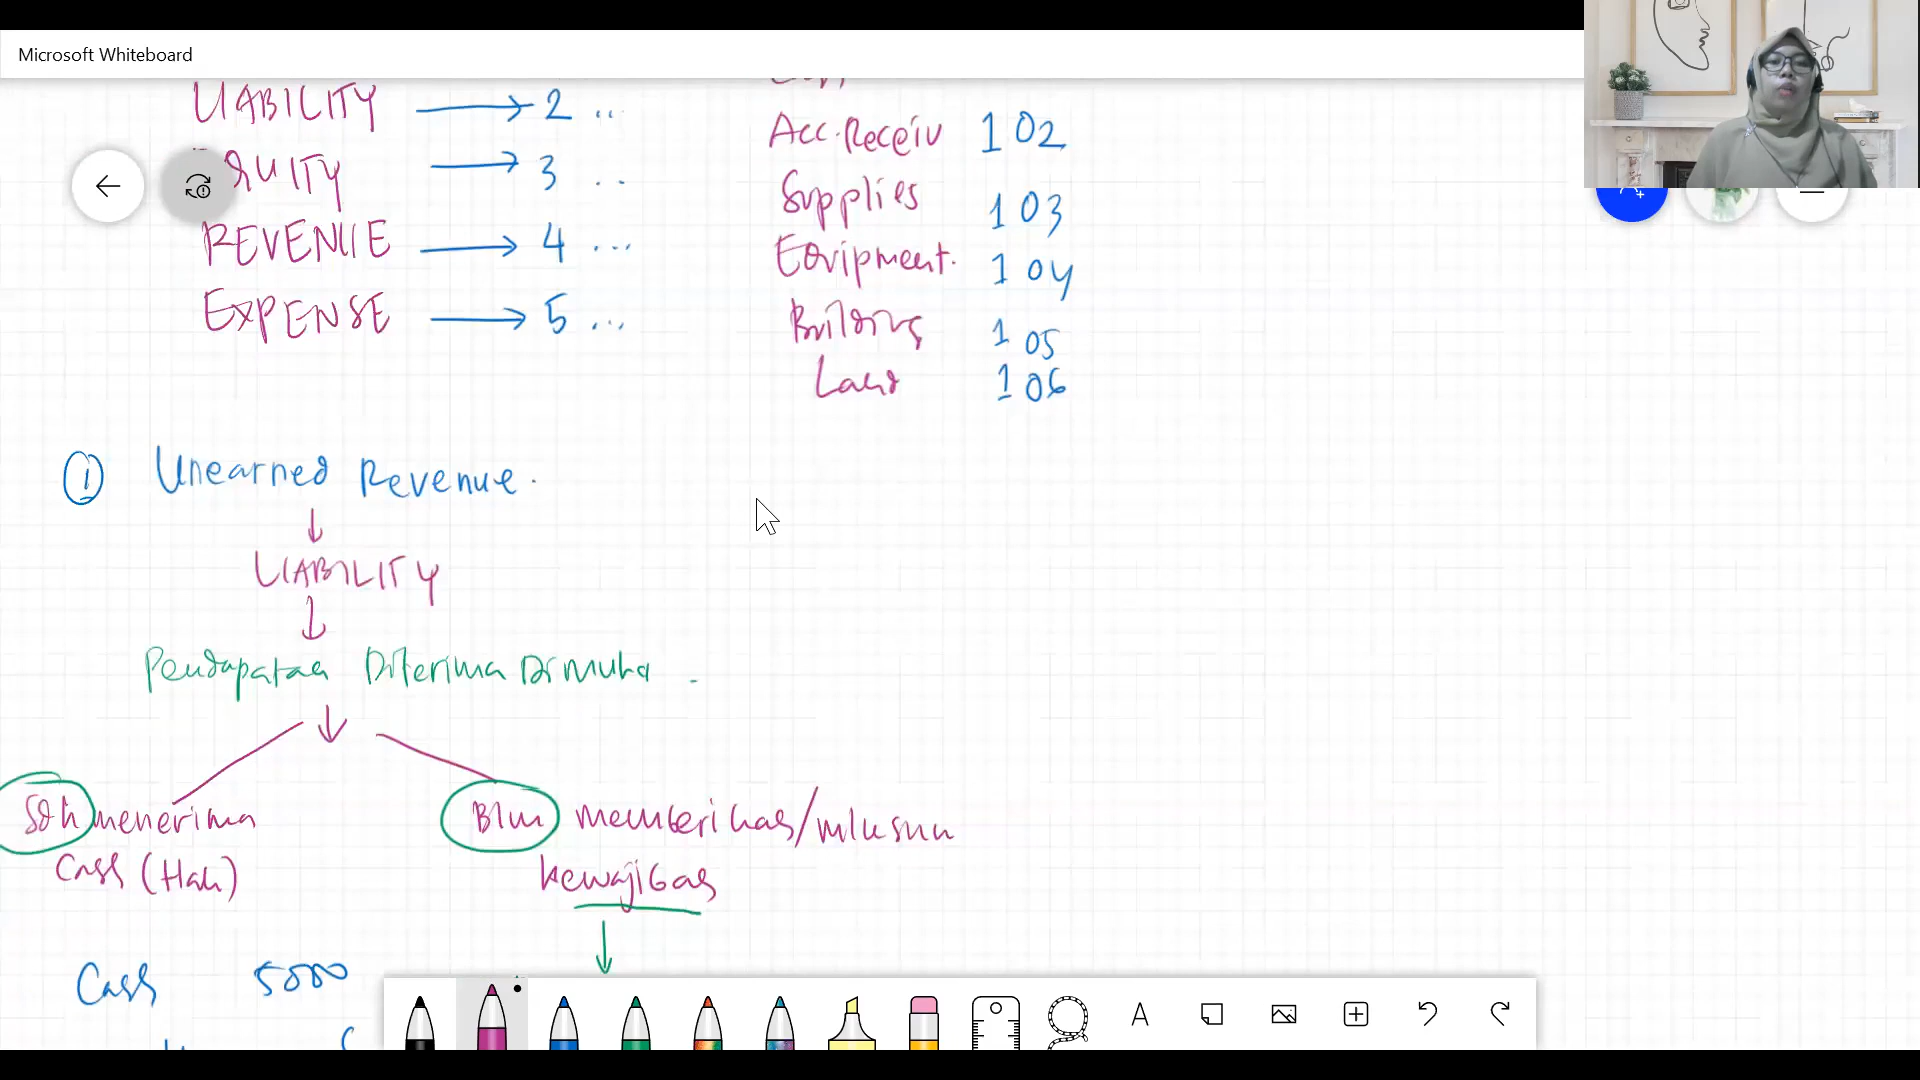 Microsoft Whiteboard
LIABILITY → 2 ..
EQUITY → 3 ..
REVENUE → 4 ...
EXPENSE → 5 ...
Acc. Receiv 102
Supplies 103
Equipment. 104
Building 105
Land 106
1 Unearned Revenue.
↓
LIABILITY
↓
Pendapatan Diterima Dimuka .
↓
Sdh menerima
Cash (Hak)
Blm memberikan/mlusnn
kewajiban
↓
Cash 5000
A